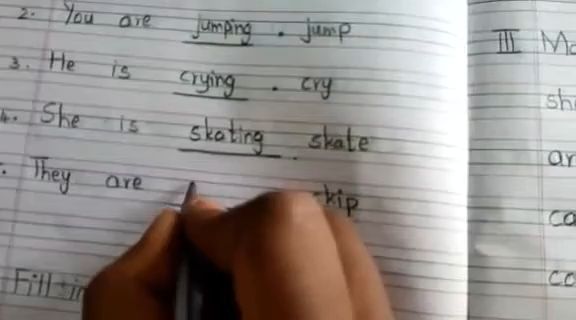 2. You are jumping . jump
3. He is crying . cry
4. She is skating . skate
They are kip
Fill in
III
sh
ar
ca
co